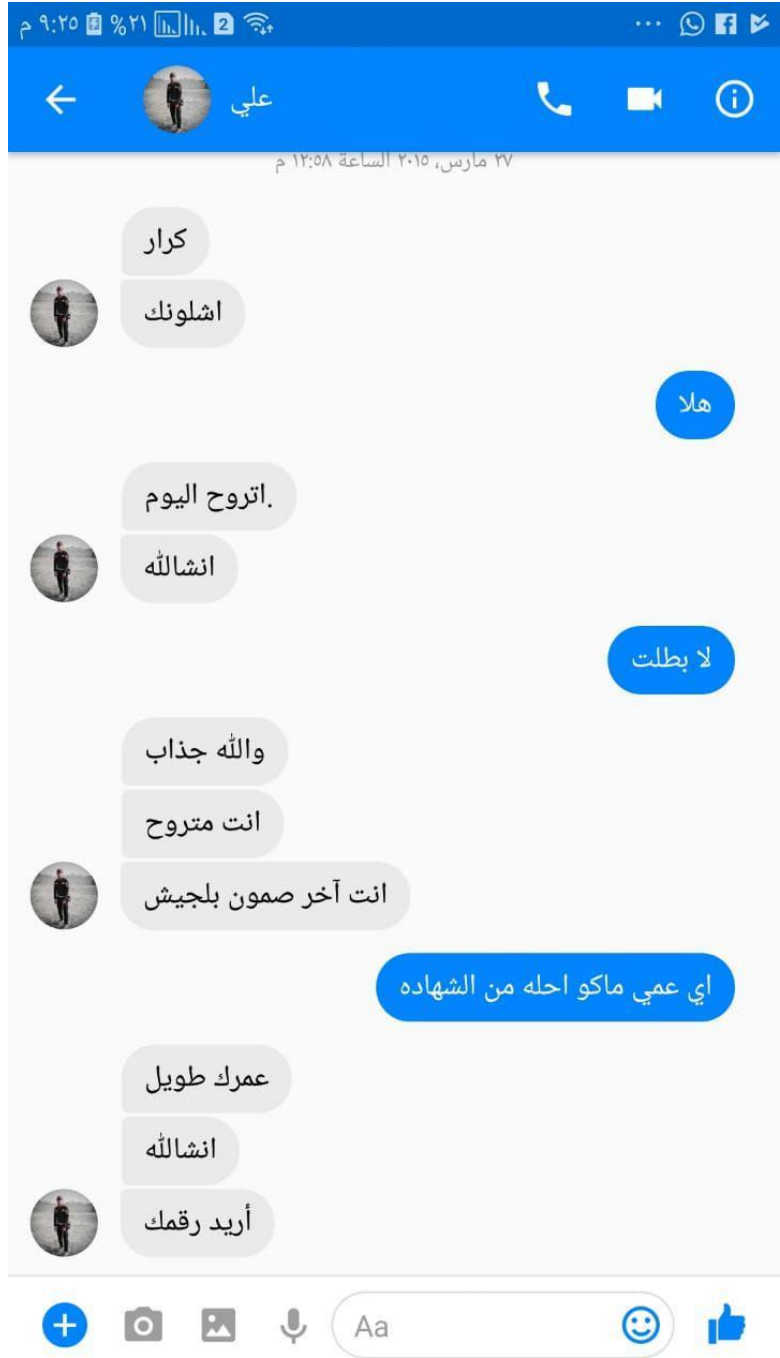 ٩:٢٥ م ٢١% 2
علي
٢٧ مارس، ٢٠١٥ الساعة ١٢:٥٨ م
كرار
اشلونك
هلا
.اتروح اليوم
انشالله
لا بطلت
والله جذاب
انت متروح
انت آخر صمون بلجيش
اي عمي ماكو احله من الشهاده
عمرك طويل
انشالله
أريد رقمك
Aa